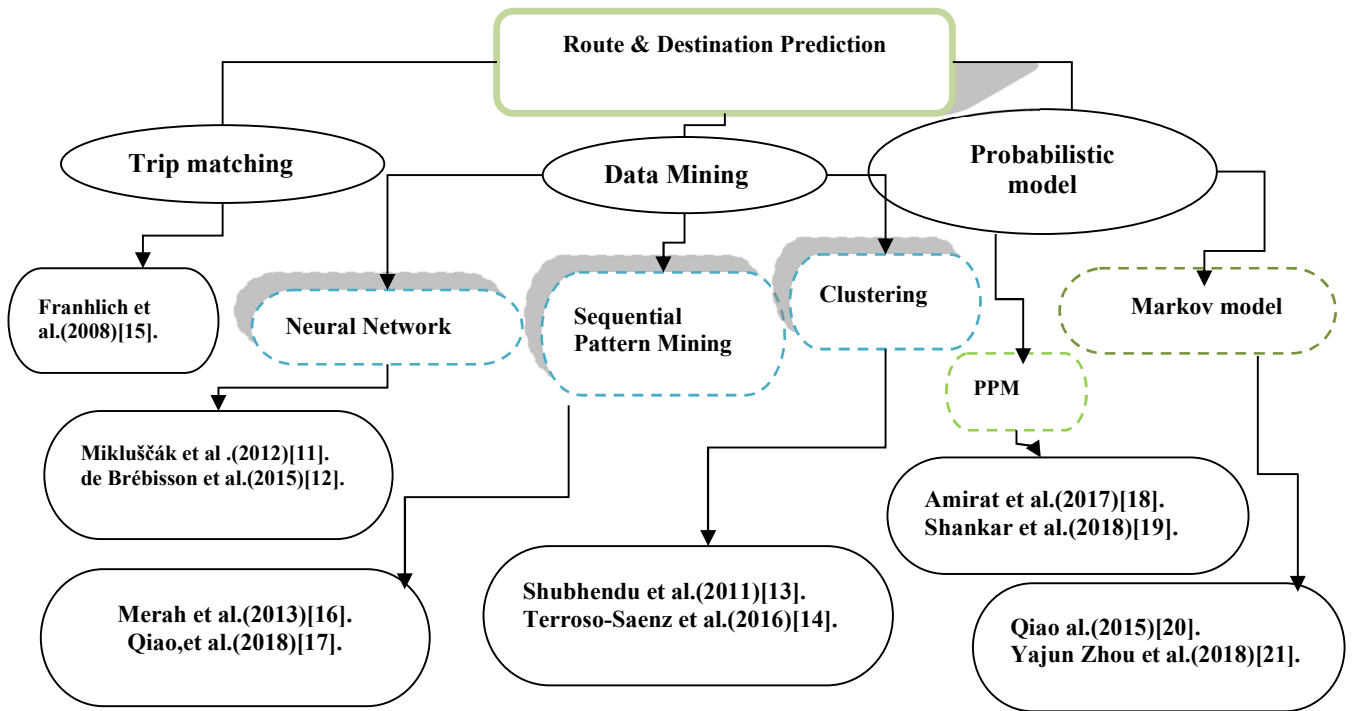 Route & Destination Prediction
Trip matching
Data Mining
Probabilistic
model
Franhlich et
al.(2008)[15].
Neural Network
Sequential
Pattern Mining
Clustering
Markov model
PPM
Mikluščák et al .(2012)[11].
de Brébisson et al.(2015)[12].
Amirat et al.(2017)[18].
Shankar et al.(2018)[19].
Merah et al.(2013)[16].
Qiao,et al.(2018)[17].
Shubhendu et al.(2011)[13].
Terroso-Saenz et al.(2016)[14].
Qiao al.(2015)[20].
Yajun Zhou et al.(2018)[21].